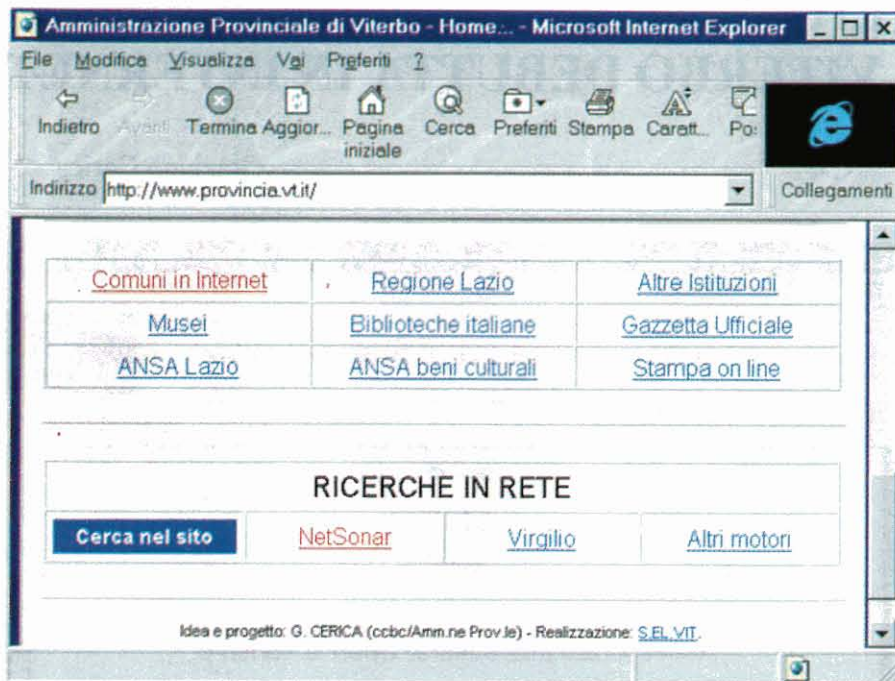 Amministrazione Provinciale di Viterbo - Home:... - Microsoft Internet Explorer
File Modifica Visualizza Vai Preferiti ?
Indietro Avanti Termina Aggior... Pagina iniziale Cerca Preferiti Stampa Caratt... Po:
Indirizzo http://www.provincia.vt.it/ Collegamenti
Comuni in Internet Regione Lazio Altre Istituzioni
Musei Biblioteche italiane Gazzetta Ufficiale
ANSA Lazio ANSA beni culturali Stampa on line
RICERCHE IN RETE
Cerca nel sito NetSonar Virgilio Altri motori
Idea e progetto: G. CERICA (ccbc/Amm.ne Prov.le) - Realizzazione: S.EL.VIT.